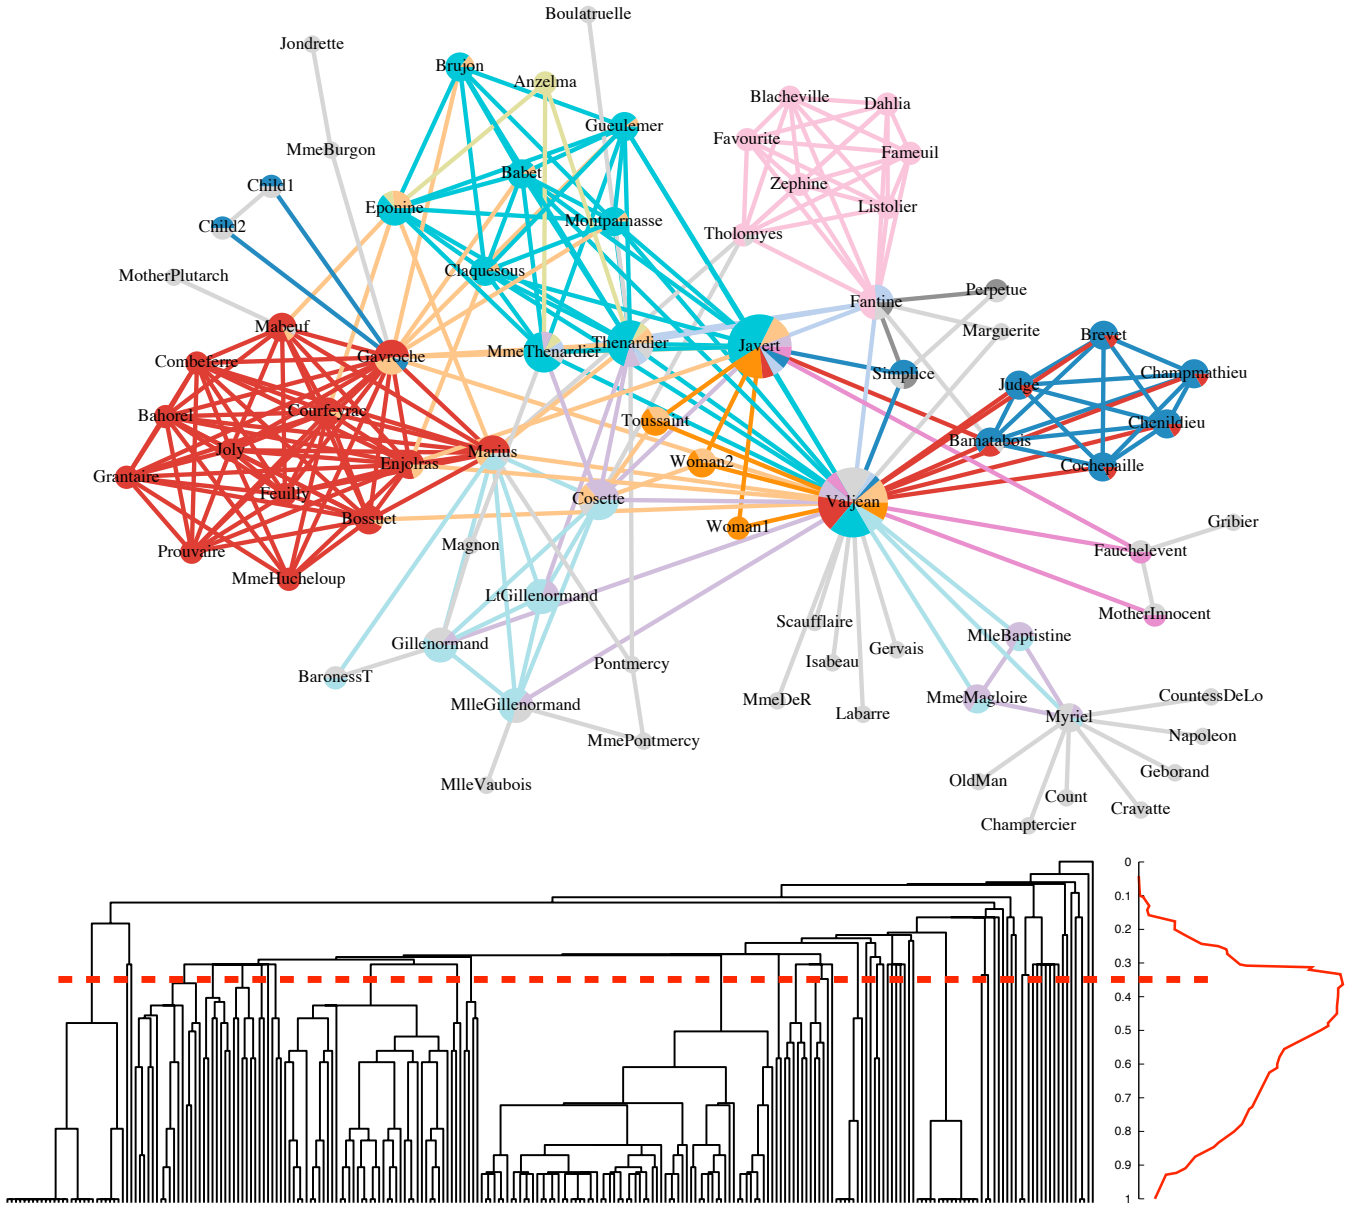 Boulatruelle
Jondrette
Brujon
Anzelma
Blacheville
Dahlia
Gueulemer
Favourite
MmeBurgon
Fameuil
Babet
Child1
Zephine
Eponine
Listolier
Child2
Montparnasse
Tholomyes
MotherPlutarch
Claquesous
Perpetue
Fantine
Mabeuf
Marguerite
Brevet
Combeferre
Gavroche
MmeThenardier
Thenardier
Javert
Simplice
Judge
Champmathieu
Bahorel
Courfeyrac
Toussaint
Chenildieu
Joly
Marius
Bamatabois
Grantaire
Enjolras
Woman2
Cochepaille
Feuilly
Cosette
Valjean
Bossuet
Woman1
Gribier
Prouvaire
Magnon
Fauchelevent
MmeHucheloup
LtGillenormand
Scaufflaire
MotherInnocent
Gillenormand
MlleBaptistine
Gervais
Isabeau
Pontmercy
BaronessT
MmeDeR
MmeMagloire
CountessDeLo
MlleGillenormand
Labarre
Myriel
MmePontmercy
Napoleon
Geborand
MlleVaubois
OldMan
Count
Cravatte
Champtercier
0
0.1
0.2
0.3
0.4
0.5
0.6
0.7
0.8
0.9
1